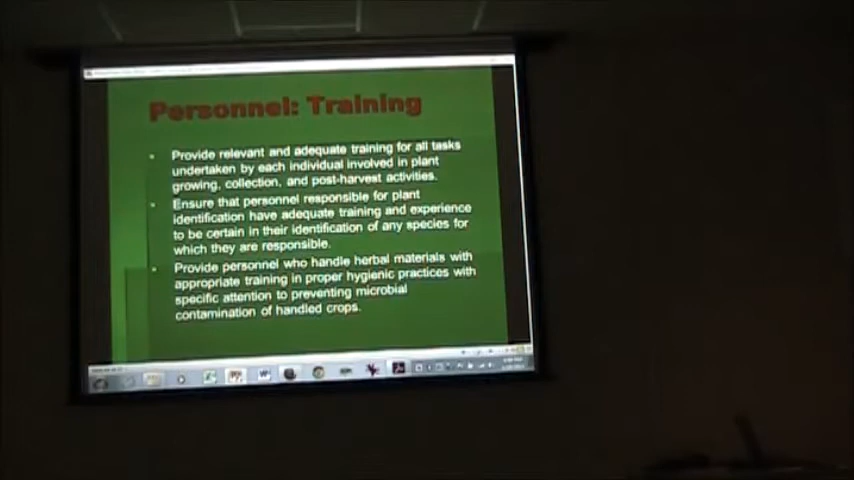 Personnel: Training
Provide relevant and adequate training for all tasks
undertaken by each individual involved in plant
growing, collection, and post-harvest activities.
Ensure that personnel responsible for plant
identification have adequate training and experience
to be certain in their identification of any species for
which they are responsible.
Provide personnel who handle herbal materials with
appropriate training in proper hygienic practices with
specific attention to preventing microbial
contamination of handled crops.